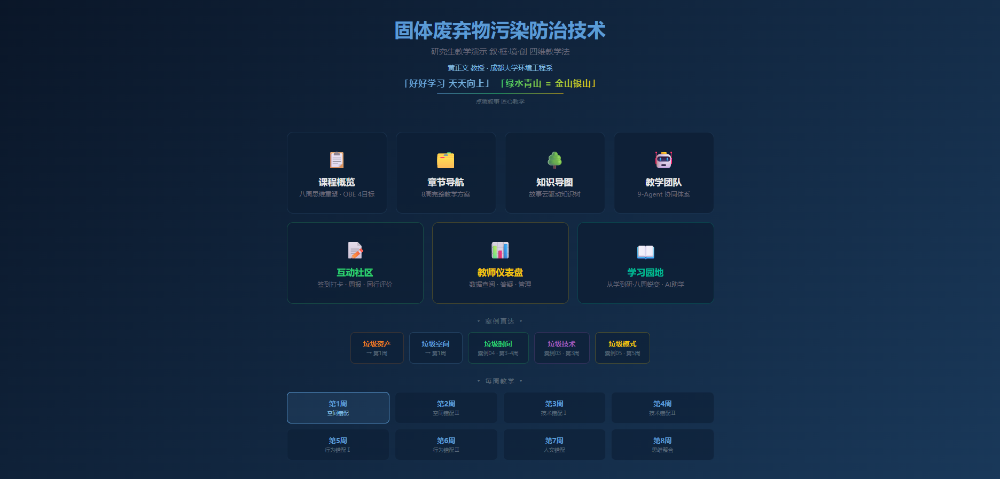 固体废弃物污染防治技术
研究生教学演示 叙·框·境·创 四维教学法
黄正文 教授 · 成都大学环境工程系
「好好学习 天天向上」 「绿水青山 = 金山银山」
点暇叙事 匠心教学
课程概览
八周思维重塑 · OBE 4目标
章节导航
8周完整教学方案
知识导图
故事云驱动知识树
教学团队
9-Agent 协同体系
互动社区
签到打卡 · 周报 · 同行评价
教师仪表盘
数据查阅 · 答疑 · 管理
学习园地
从学到研·八周蜕变 · AI助学
· 案例直达 ·
垃圾资产
→ 第1周
垃圾空间
→ 第1周
垃圾时间
案例04 · 第3-4周
垃圾技术
案例03 · 第3周
垃圾模式
案例05 · 第5周
· 每周教学 ·
第1周
空间错配
第2周
空间错配Ⅱ
第3周
技术错配Ⅰ
第4周
技术错配Ⅱ
第5周
行为错配Ⅰ
第6周
行为错配Ⅱ
第7周
人文错配
第8周
思维整合